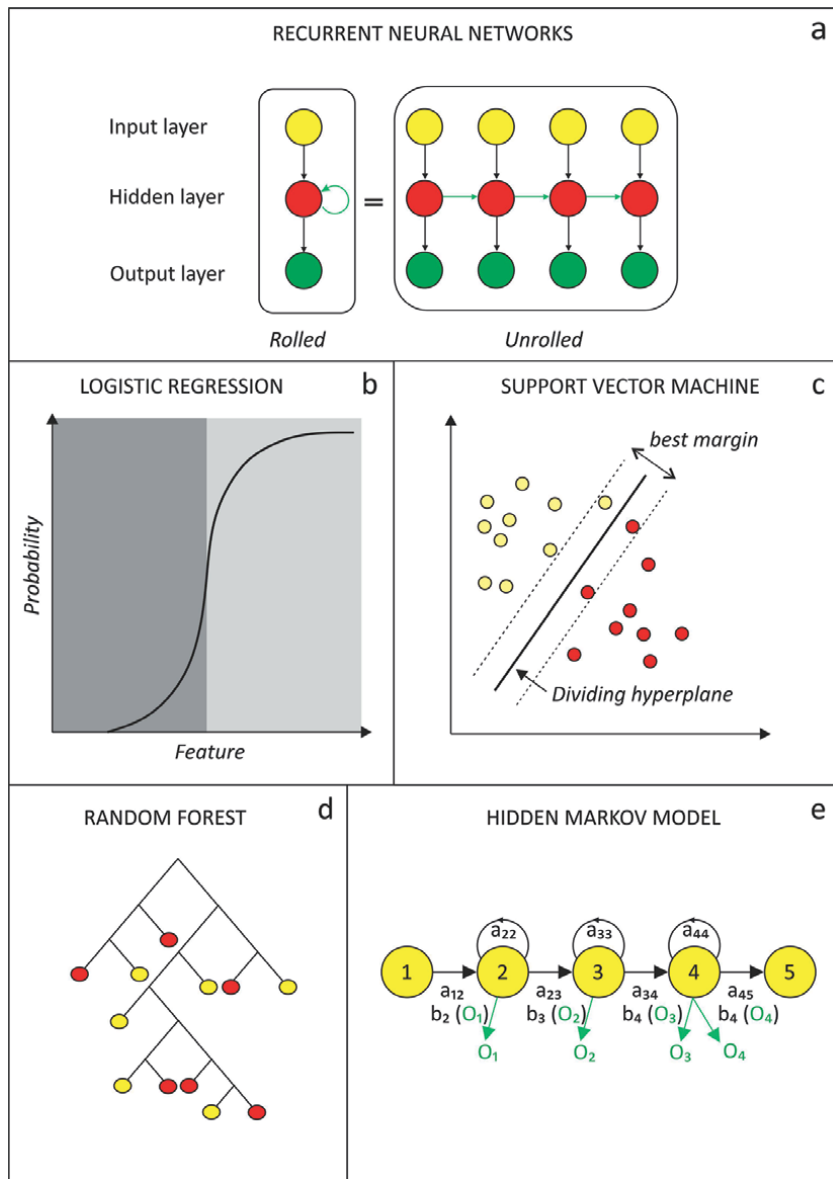 RECURRENT NEURAL NETWORKS a
Input layer
Hidden layer =
Output layer
Rolled Unrolled
LOGISTIC REGRESSION b
Probability
Feature
SUPPORT VECTOR MACHINE c
best margin
Dividing hyperplane
RANDOM FOREST d
HIDDEN MARKOV MODEL e
a₂₂ a₃₃ a₄₄
1 2 3 4 5
a₁₂ a₂₃ a₃₄ a₄₅
b₂ (O₁) b₃ (O₂) b₄ (O₃) b₄ (O₄)
O₁ O₂ O₃ O₄